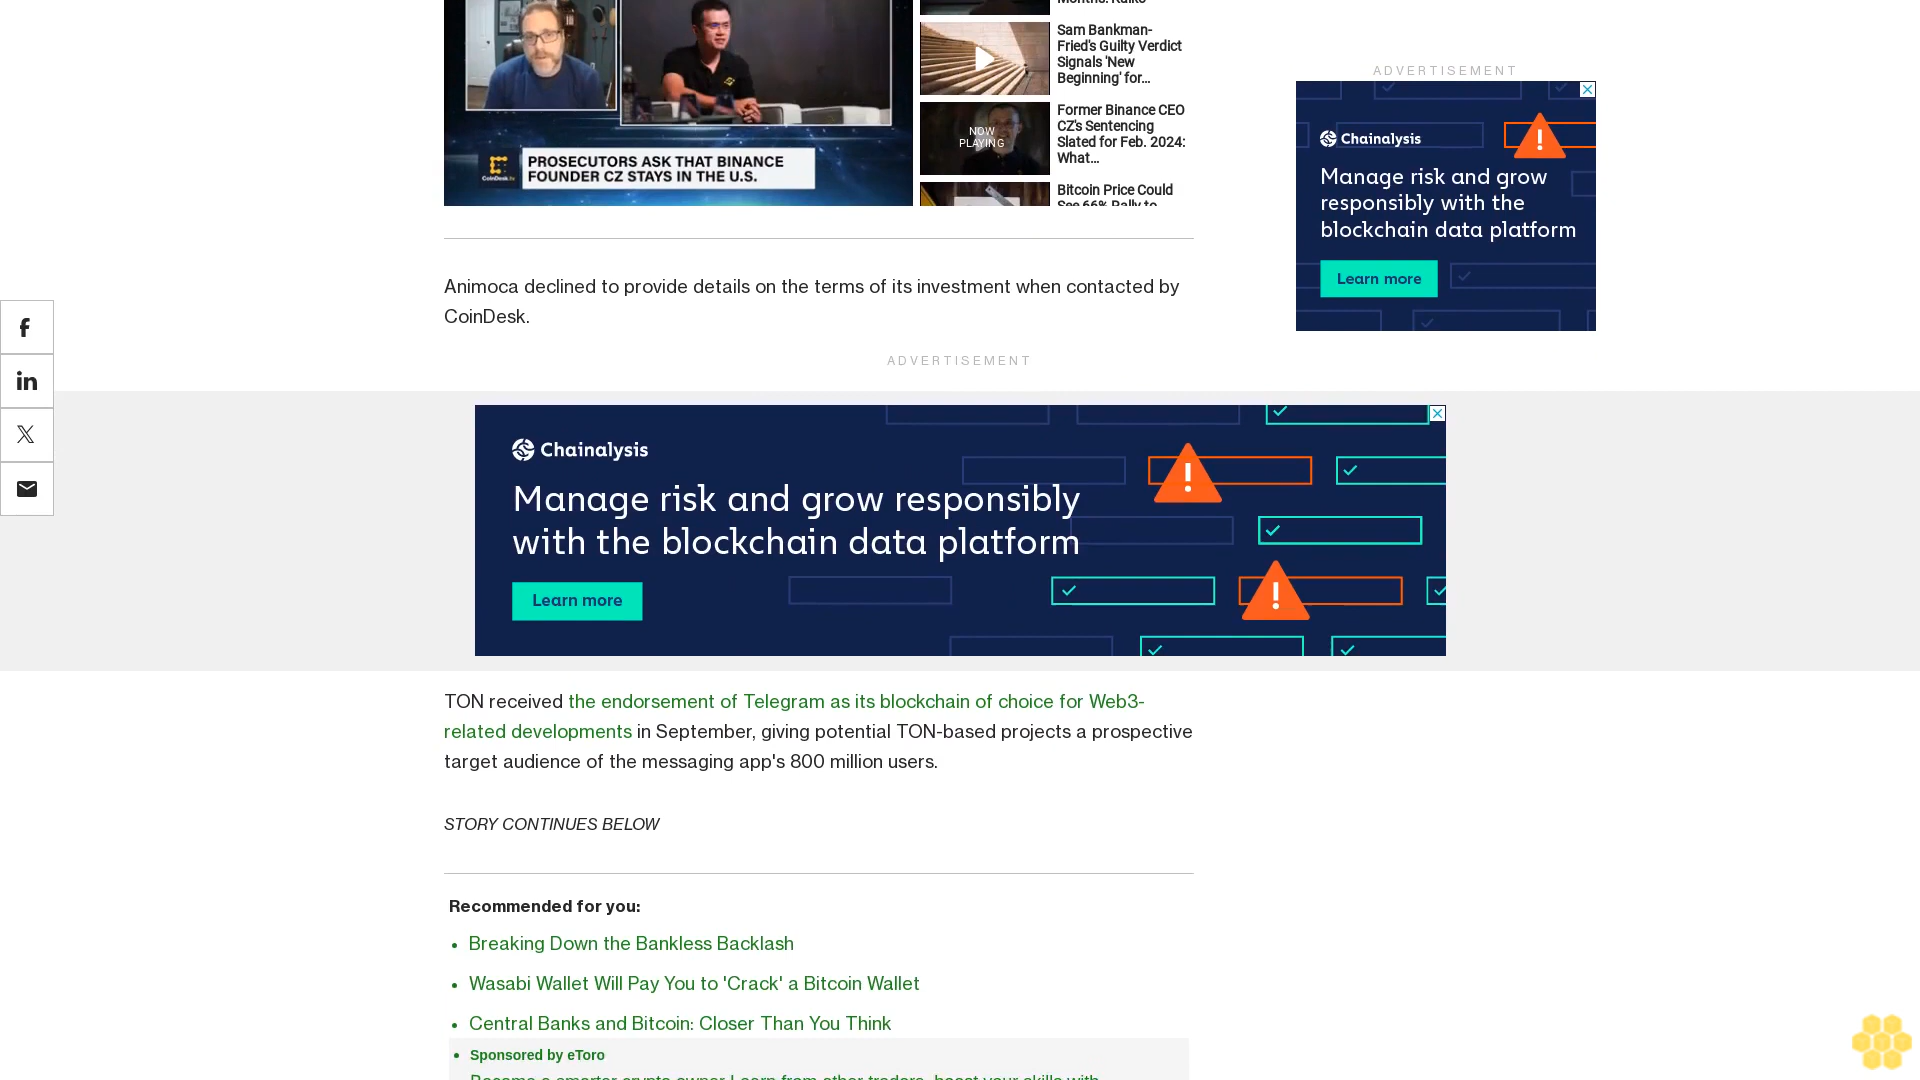 Sam Bankman-
Fried's Guilty Verdict
Signals 'New
Beginning' for...
NOW
PLAYING
Former Binance CEO
CZ's Sentencing
Slated for Feb. 2024:
What...
Bitcoin Price Could
PROSECUTORS ASK THAT BINANCE
FOUNDER CZ STAYS IN THE U.S.
CoinDesk.tv
ADVERTISEMENT
Chainalysis
Manage risk and grow
responsibly with the
blockchain data platform
Learn more
Animoca declined to provide details on the terms of its investment when contacted by
CoinDesk.
ADVERTISEMENT
Chainalysis
Manage risk and grow responsibly
with the blockchain data platform
Learn more
TON received the endorsement of Telegram as its blockchain of choice for Web3-
related developments in September, giving potential TON-based projects a prospective
target audience of the messaging app's 800 million users.
STORY CONTINUES BELOW
Recommended for you:
• Breaking Down the Bankless Backlash
• Wasabi Wallet Will Pay You to 'Crack' a Bitcoin Wallet
• Central Banks and Bitcoin: Closer Than You Think
• Sponsored by eToro